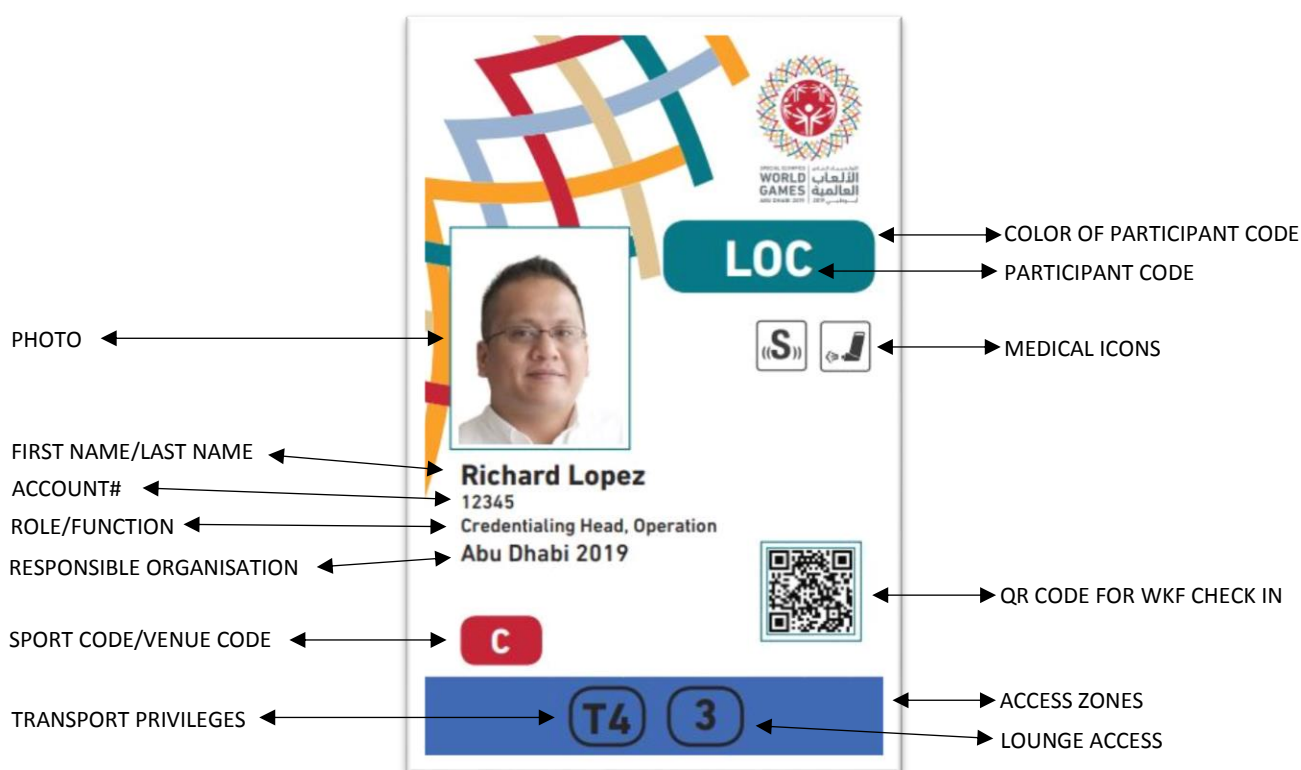 SPECIAL OLYMPICS
WORLD
GAMES
ABU DHABI 2019
الألعاب
العالمية
LOC
COLOR OF PARTICIPANT CODE
PARTICIPANT CODE
PHOTO
((S))
MEDICAL ICONS
FIRST NAME/LAST NAME
Richard Lopez
ACCOUNT#
12345
ROLE/FUNCTION
Credentialing Head, Operation
RESPONSIBLE ORGANISATION
Abu Dhabi 2019
QR CODE FOR WKF CHECK IN
SPORT CODE/VENUE CODE
C
ACCESS ZONES
TRANSPORT PRIVILEGES
T4 3
LOUNGE ACCESS